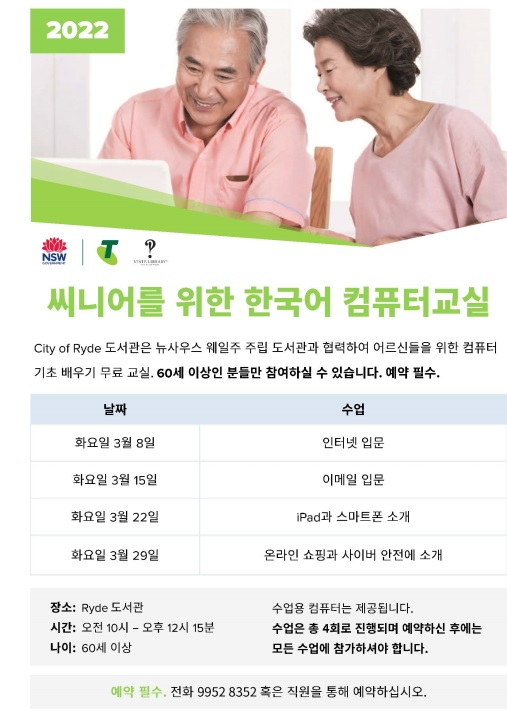 2022
NSW
GOVERNMENT
T
STATE LIBRARY
씨니어를 위한 한국어 컴퓨터교실
City of Ryde 도서관은 뉴사우스 웨일주 주립 도서관과 협력하여 어르신들을 위한 컴퓨터
기초 배우기 무료 교실. 60세 이상인 분들만 참여하실 수 있습니다. 예약 필수.
날짜 수업
화요일 3월 8일 인터넷 입문
화요일 3월 15일 이메일 입문
화요일 3월 22일 iPad과 스마트폰 소개
화요일 3월 29일 온라인 쇼핑과 사이버 안전에 소개
장소: Ryde 도서관
시간: 오전 10시 – 오후 12시 15분
나이: 60세 이상
수업용 컴퓨터는 제공됩니다.
수업은 총 4회로 진행되며 예약하신 후에는
모든 수업에 참가하셔야 합니다.
예약 필수. 전화 9952 8352 혹은 직원을 통해 예약하십시오.